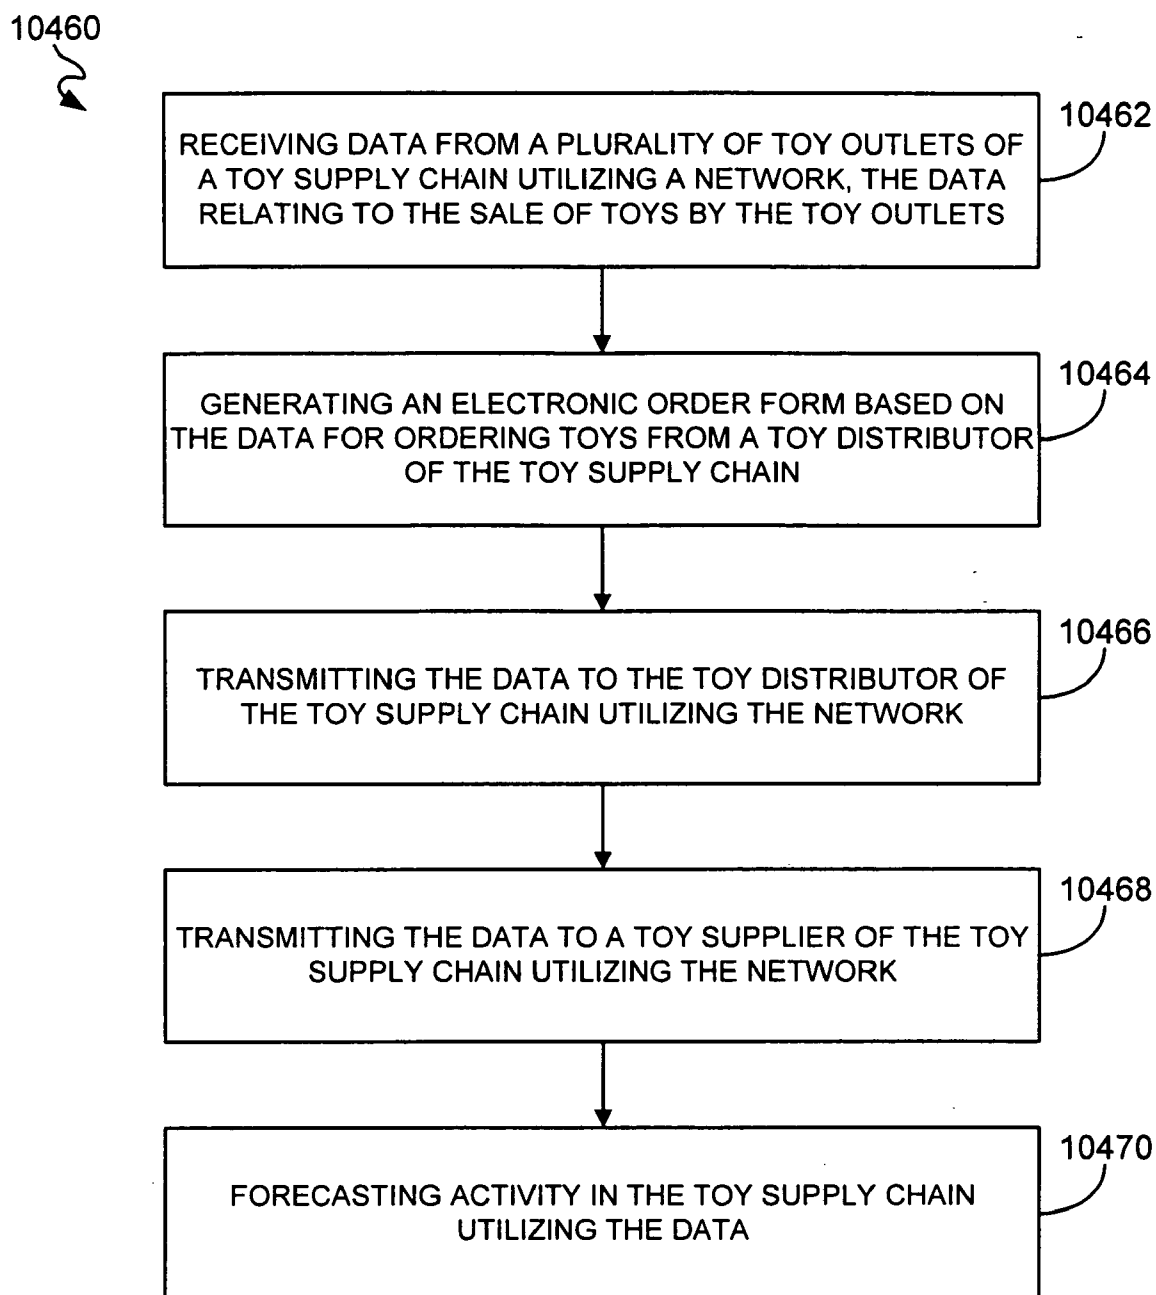 10460
10462
RECEIVING DATA FROM A PLURALITY OF TOY OUTLETS OF
A TOY SUPPLY CHAIN UTILIZING A NETWORK, THE DATA
RELATING TO THE SALE OF TOYS BY THE TOY OUTLETS
10464
GENERATING AN ELECTRONIC ORDER FORM BASED ON
THE DATA FOR ORDERING TOYS FROM A TOY DISTRIBUTOR
OF THE TOY SUPPLY CHAIN
10466
TRANSMITTING THE DATA TO THE TOY DISTRIBUTOR OF
THE TOY SUPPLY CHAIN UTILIZING THE NETWORK
10468
TRANSMITTING THE DATA TO A TOY SUPPLIER OF THE TOY
SUPPLY CHAIN UTILIZING THE NETWORK
10470
FORECASTING ACTIVITY IN THE TOY SUPPLY CHAIN
UTILIZING THE DATA